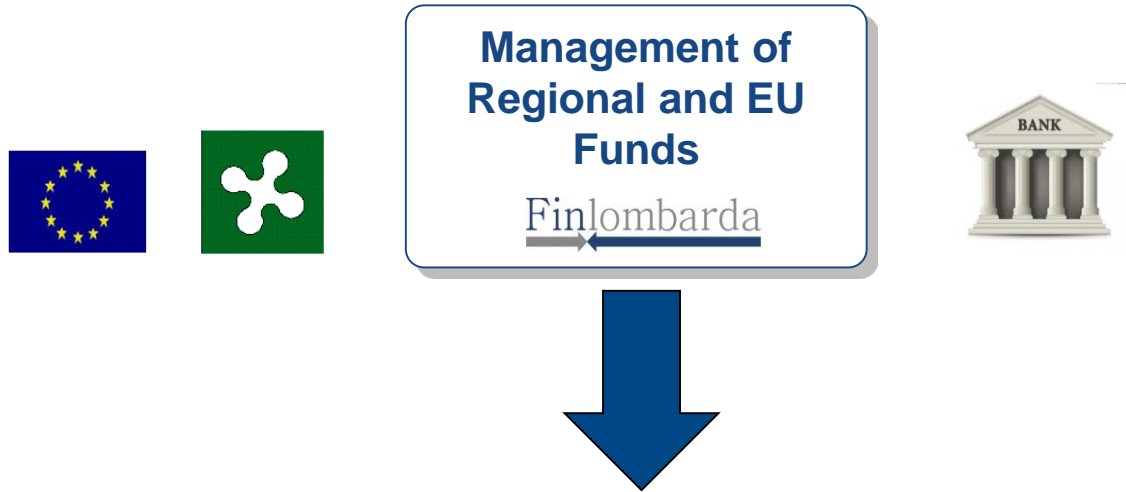 Management of
Regional and EU
Funds
Finlombarda
BANK